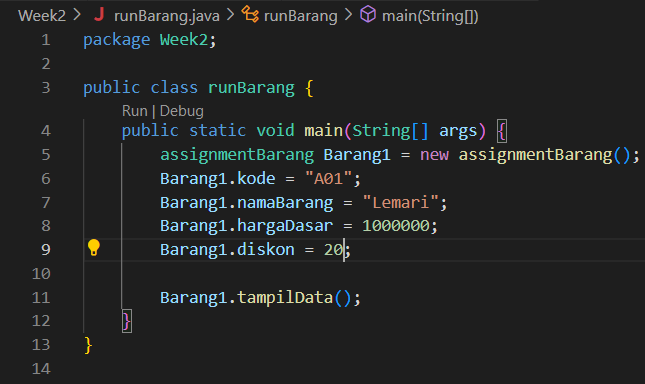 Week2 > J runBarang.java > runBarang > main(String[])
1 package Week2;
2
3 public class runBarang {
Run | Debug
4 public static void main(String[] args) {
5 assignmentBarang Barang1 = new assignmentBarang();
6 Barang1.kode = "A01";
7 Barang1.namaBarang = "Lemari";
8 Barang1.hargaDasar = 1000000;
9 Barang1.diskon = 20;
10
11 Barang1.tampilData();
12 }
13 }
14